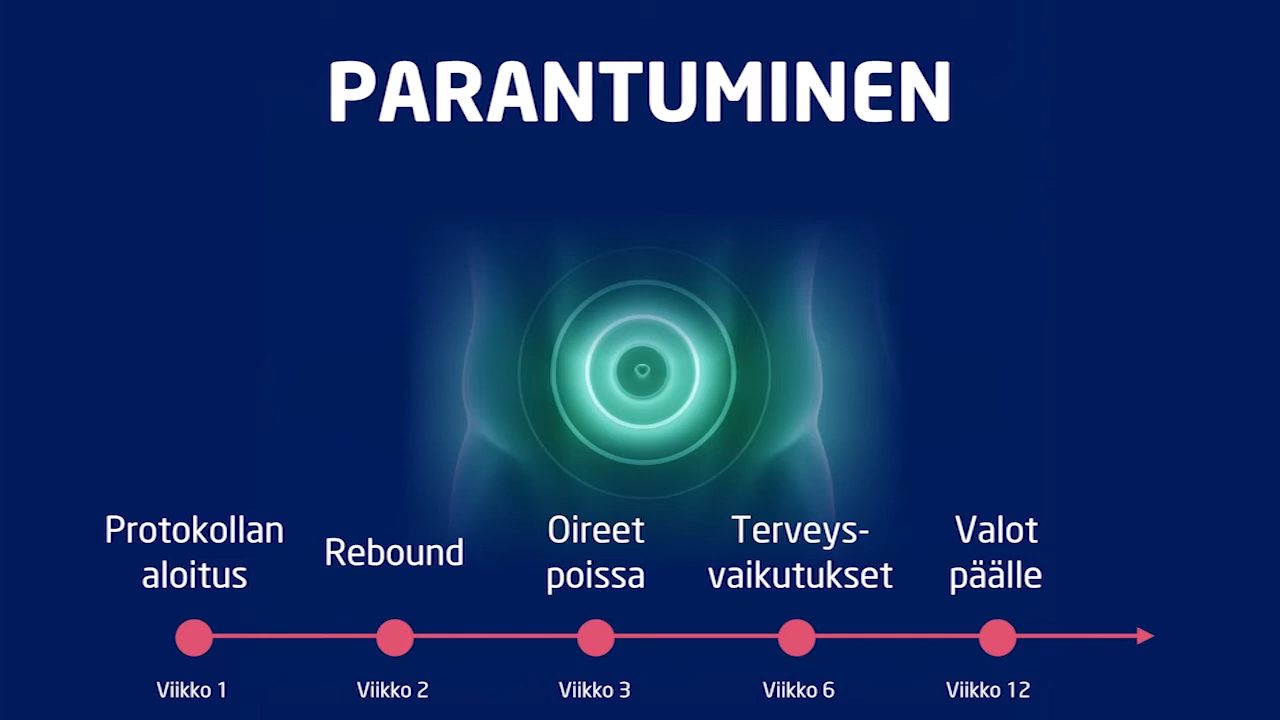 PARANTUMINEN
Protokollan
aloitus
Rebound
Oireet
poissa
Terveys-
vaikutukset
Valot
päälle
Viikko 1
Viikko 2
Viikko 3
Viikko 6
Viikko 12